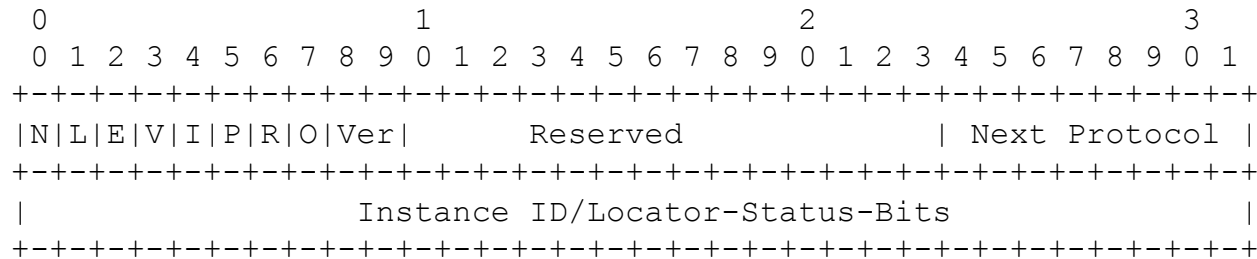 0                   1                   2                   3
 0 1 2 3 4 5 6 7 8 9 0 1 2 3 4 5 6 7 8 9 0 1 2 3 4 5 6 7 8 9 0 1
+-+-+-+-+-+-+-+-+-+-+-+-+-+-+-+-+-+-+-+-+-+-+-+-+-+-+-+-+-+-+-+-+
|N|L|E|V|I|P|R|O|Ver|      Reserved             | Next Protocol |
+-+-+-+-+-+-+-+-+-+-+-+-+-+-+-+-+-+-+-+-+-+-+-+-+-+-+-+-+-+-+-+-+
|                 Instance ID/Locator-Status-Bits               |
+-+-+-+-+-+-+-+-+-+-+-+-+-+-+-+-+-+-+-+-+-+-+-+-+-+-+-+-+-+-+-+-+